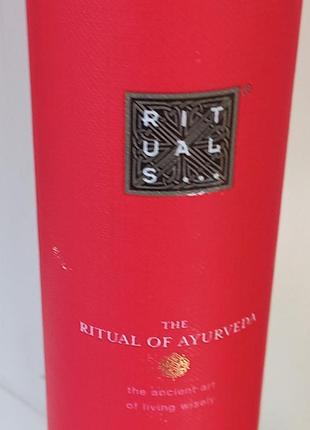 RIT
UAL
S...
THE
RITUAL OF AYURVEDA
the ancient art
of living wisely